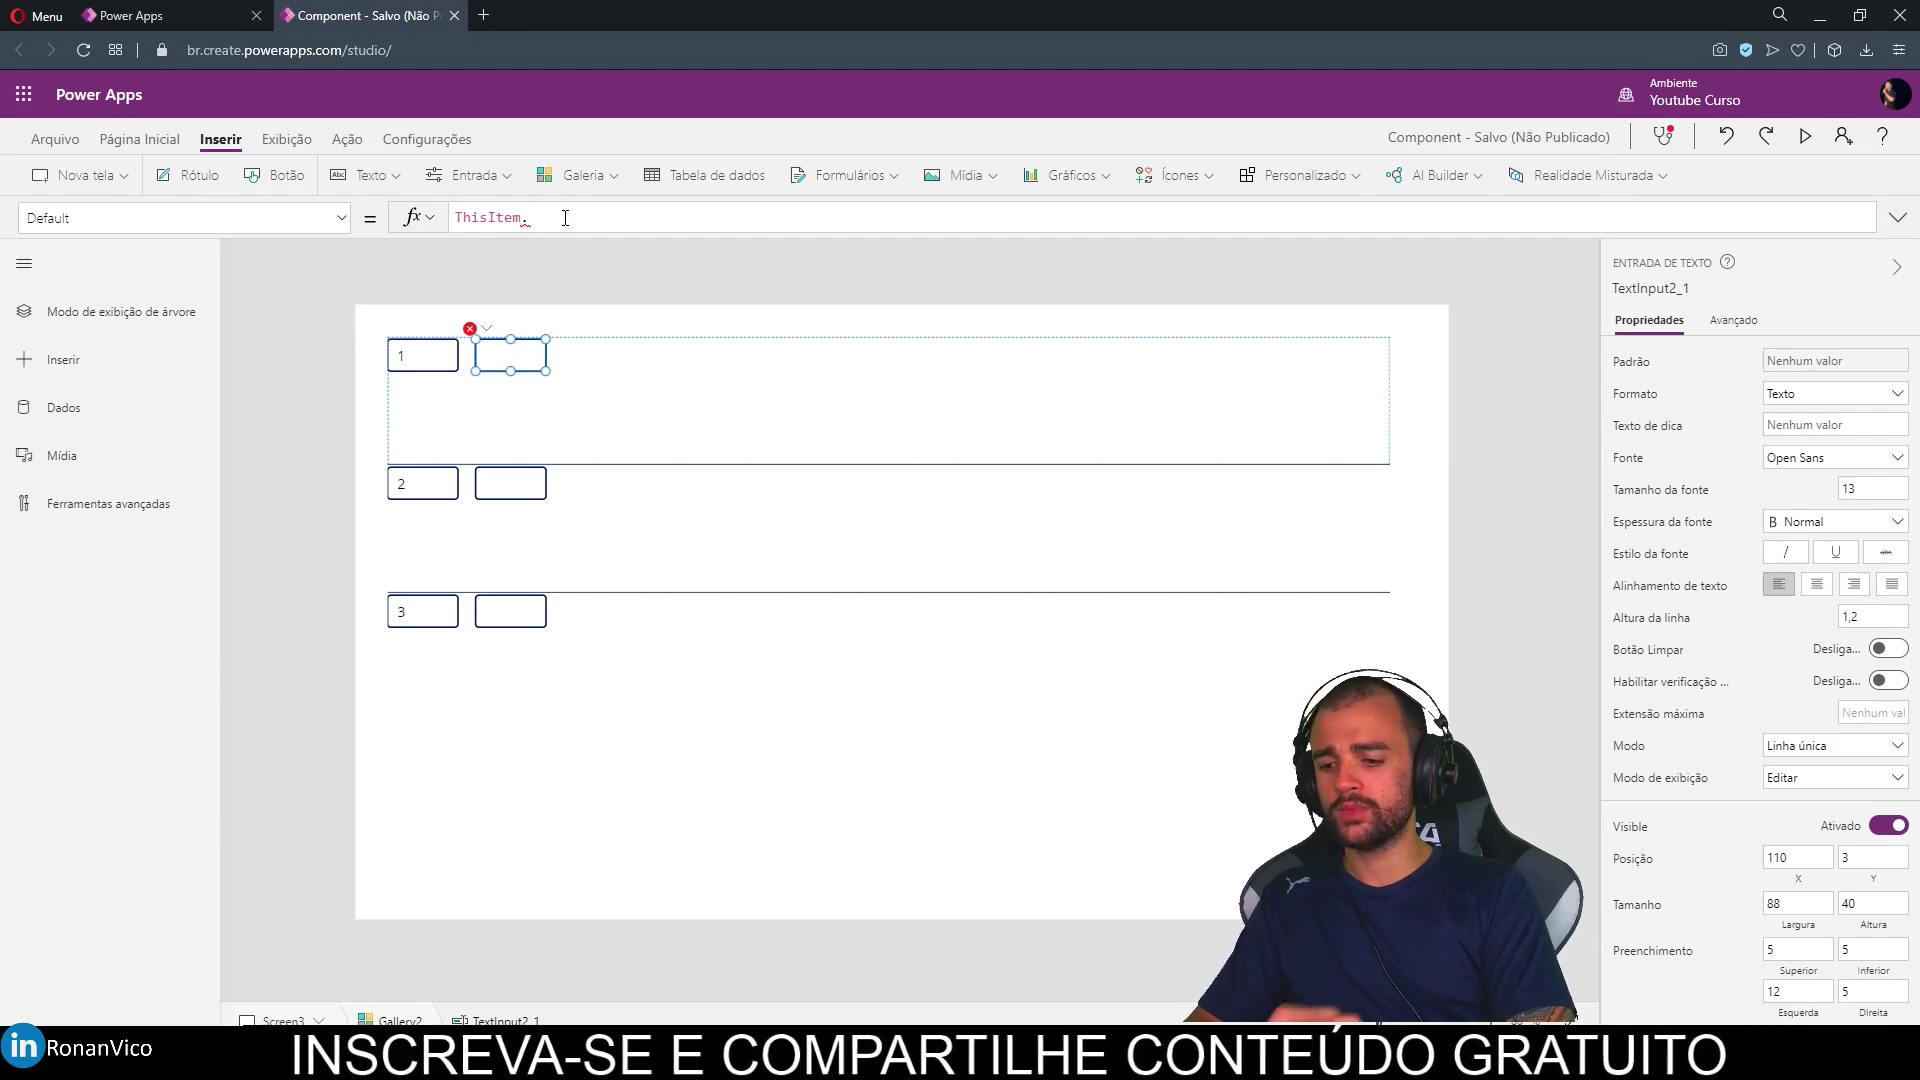 Menu
Power Apps
Component - Salvo (Não P
br.create.powerapps.com/studio/
Power Apps
Ambiente
Youtube Curso
Arquivo Página Inicial Inserir Exibição Ação Configurações
Component - Salvo (Não Publicado)
Nova tela Rótulo Botão Texto Entrada Galeria Tabela de dados Formulários Mídia Gráficos Ícones Personalizado AI Builder Realidade Misturada
Default = fx ThisItem.
Modo de exibição de árvore
Inserir
Dados
Mídia
Ferramentas avançadas
1
2
3
ENTRADA DE TEXTO
TextInput2_1
Propriedades Avançado
Padrão Nenhum valor
Formato Texto
Texto de dica Nenhum valor
Fonte Open Sans
Tamanho da fonte 13
Espessura da fonte B Normal
Estilo da fonte / U abc
Alinhamento de texto
Altura da linha 1,2
Botão Limpar Desliga...
Habilitar verificação ... Desliga...
Extensão máxima Nenhum val
Modo Linha única
Modo de exibição Editar
Visible Ativado
Posição 110 3
X Y
Tamanho 88 40
Largura Altura
Preenchimento 5 5
Superior Inferior
12 5
Esquerda Direita
Screen3 Gallery2 TextInput2_1
in RonanVico
INSCREVA-SE E COMPARTILHE CONTEÚDO GRATUITO